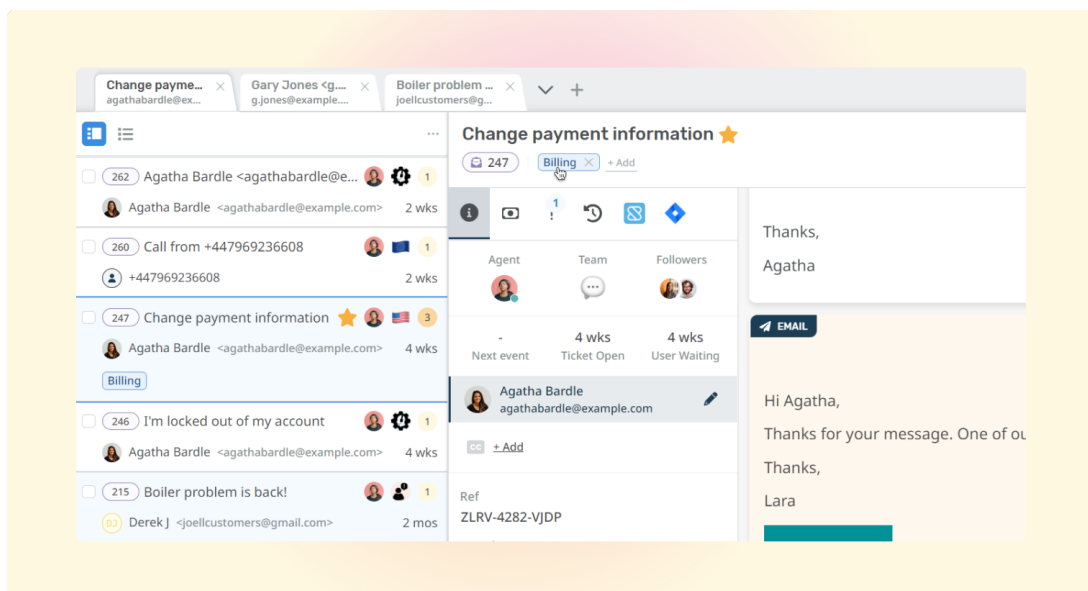 Change payme...
agathabardle@ex...
Gary Jones <g....
g.jones@example....
Boiler problem ...
joellcustomers@g...
262 Agatha Bardle <agathabardle@e... 1
Agatha Bardle <agathabardle@example.com> 2 wks
260 Call from +447969236608 1
+447969236608 2 wks
247 Change payment information 3
Agatha Bardle <agathabardle@example.com> 4 wks
Billing
246 I'm locked out of my account 1
Agatha Bardle <agathabardle@example.com> 4 wks
215 Boiler problem is back! 1
DJ Derek J <joellcustomers@gmail.com> 2 mos
Change payment information
247 Billing + Add
1
Agent Team Followers
- 4 wks 4 wks
Next event Ticket Open User Waiting
Agatha Bardle
agathabardle@example.com
CC + Add
Ref
ZLRV-4282-VJDP
Thanks,
Agatha
EMAIL
Hi Agatha,
Thanks for your message. One of ou
Thanks,
Lara